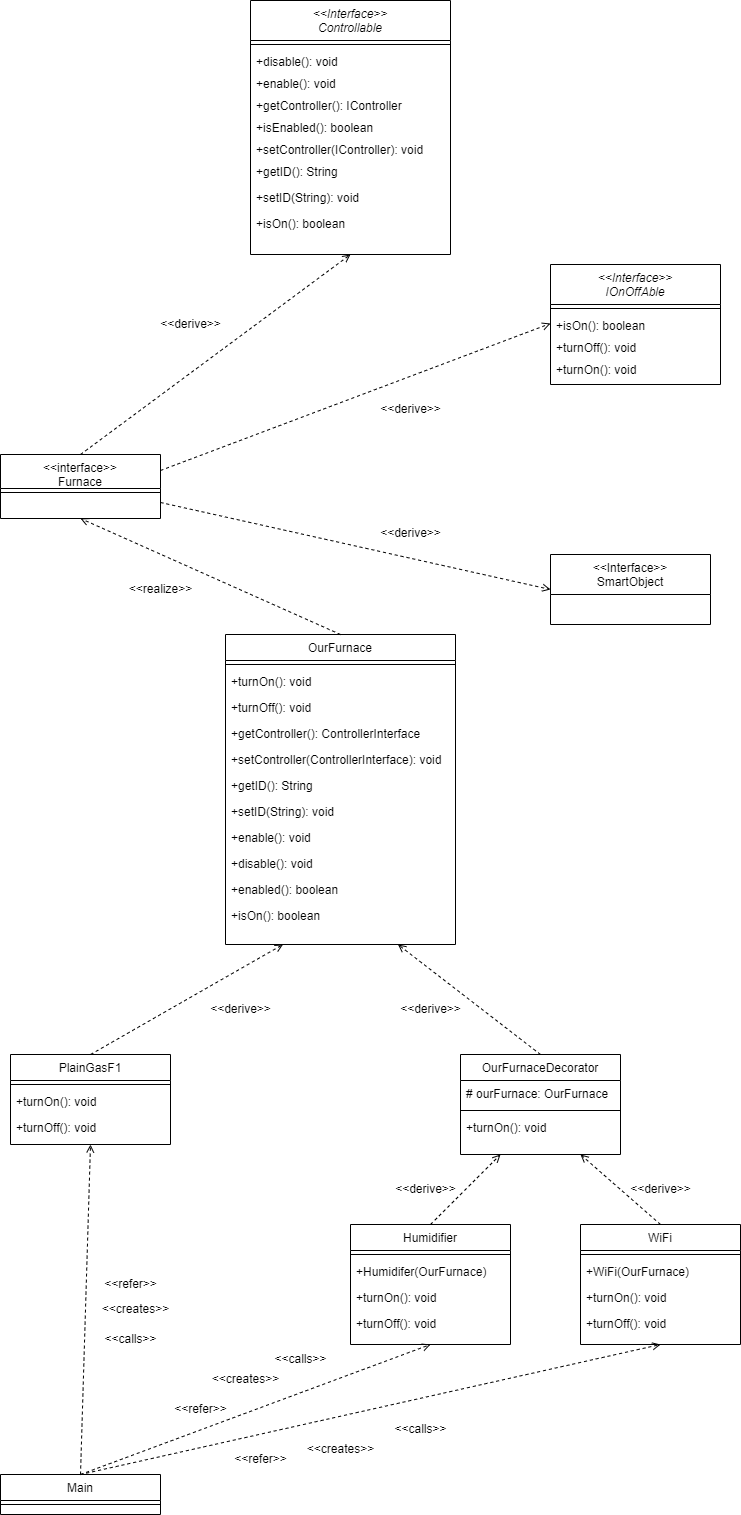 <<Interface>>
Controllable
+disable(): void
+enable(): void
+getController(): IController
+isEnabled(): boolean
+setController(IController): void
+getID(): String
+setID(String): void
+isOn(): boolean
<<Interface>>
IOnOffAble
+isOn(): boolean
+turnOff(): void
+turnOn(): void
<<derive>>
<<derive>>
<<interface>>
Furnace
<<derive>>
<<Interface>>
SmartObject
<<realize>>
OurFurnace
+turnOn(): void
+turnOff(): void
+getController(): ControllerInterface
+setController(ControllerInterface): void
+getID(): String
+setID(String): void
+enable(): void
+disable(): void
+enabled(): boolean
+isOn(): boolean
<<derive>>
<<derive>>
PlainGasF1
+turnOn(): void
+turnOff(): void
OurFurnaceDecorator
# ourFurnace: OurFurnace
+turnOn(): void
<<derive>>
<<derive>>
Humidifier
+Humidifer(OurFurnace)
+turnOn(): void
+turnOff(): void
WiFi
+WiFi(OurFurnace)
+turnOn(): void
+turnOff(): void
<<refer>>
<<creates>>
<<calls>>
<<calls>>
<<creates>>
<<refer>>
<<calls>>
<<creates>>
<<refer>>
Main